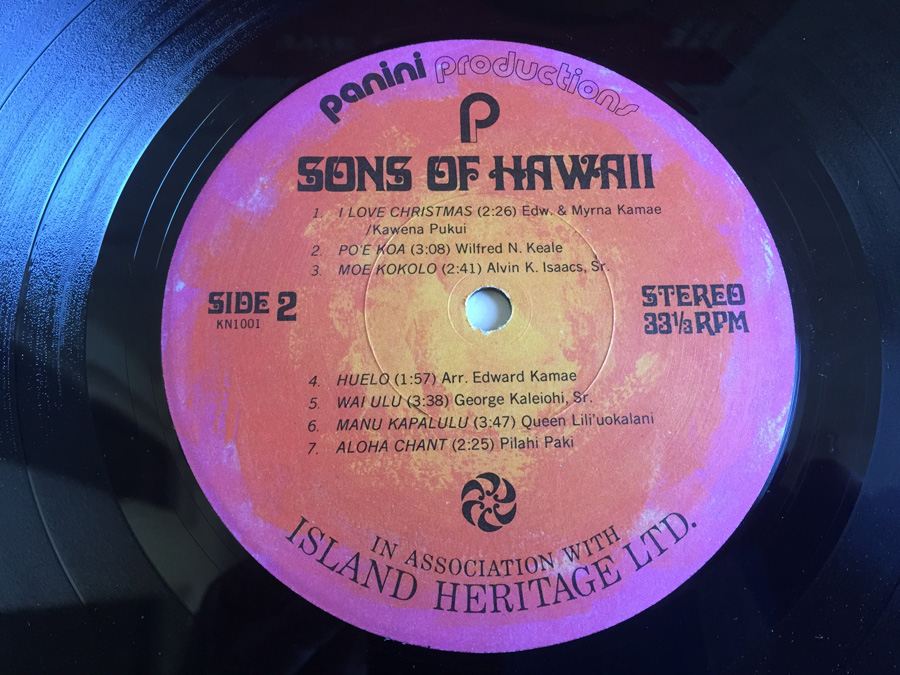 panini productions
P
SONS OF HAWAII
1. I LOVE CHRISTMAS (2:26) Edw. & Myrna Kamae
/Kawena Pukui
2. PO'E KOA (3:08) Wilfred N. Keale
3. MOE KOKOLO (2:41) Alvin K. Isaacs, Sr.
SIDE 2
KN1001
STEREO
33 1/3 RPM
4. HUELO (1:57) Arr. Edward Kamae
5. WAI ULU (3:38) George Kaleiohi, Sr.
6. MANU KAPALULU (3:47) Queen Lili'uokalani
7. ALOHA CHANT (2:25) Pilahi Paki
IN ASSOCIATION WITH
ISLAND HERITAGE LTD.